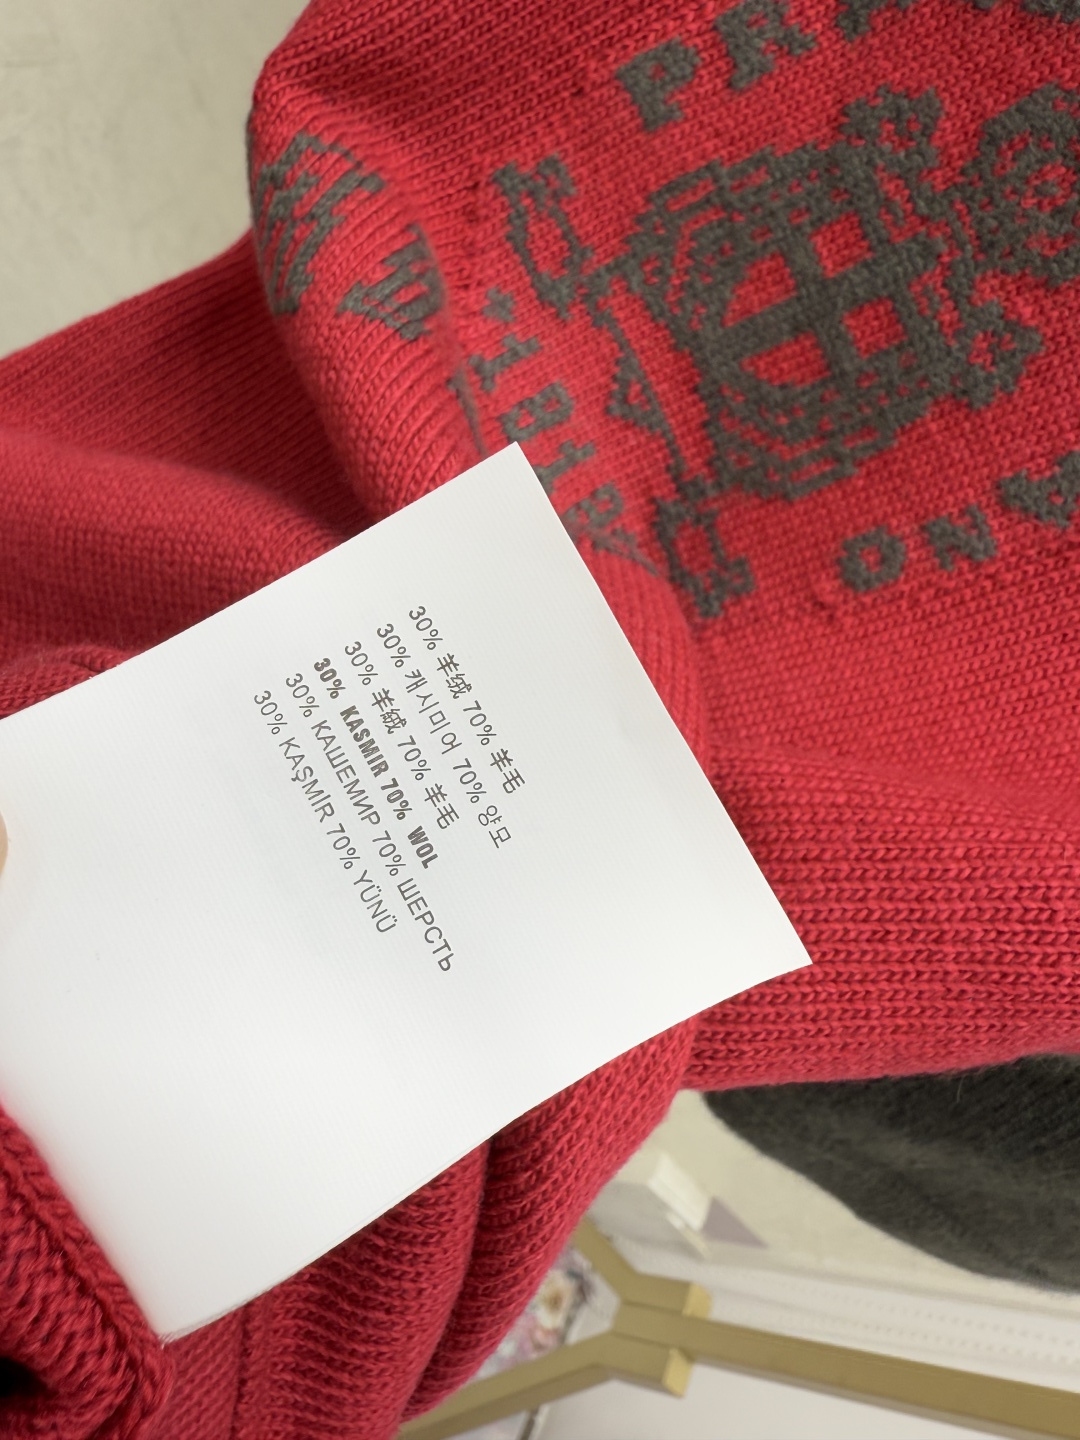 30% 羊绒 70% 羊毛
30% 캐시미어 70% 양모
30% 羊絨 70% 羊毛
30% KASMIR 70% WOL
30% КАШЕМИР 70% ШЕРСТЬ
30% KAŞMİR 70% YÜNÜ
ON